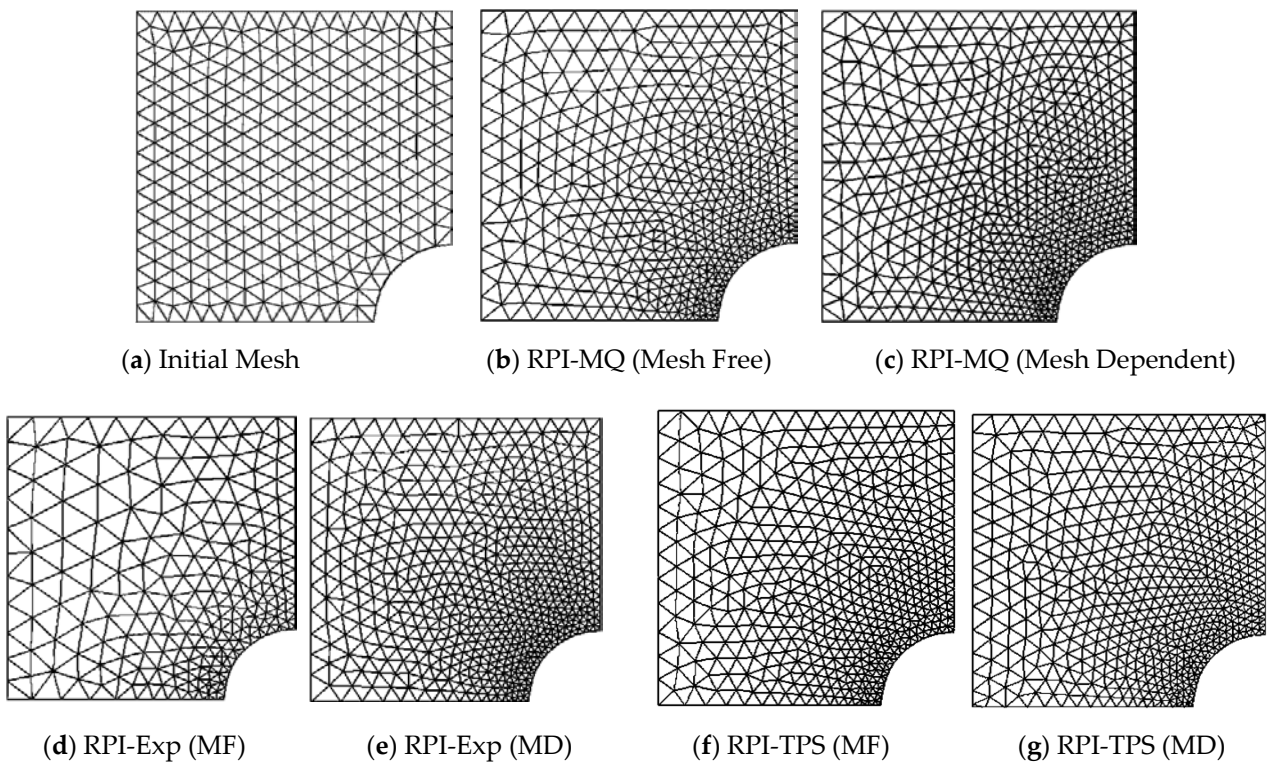 (a) Initial Mesh
(b) RPI-MQ (Mesh Free)
(c) RPI-MQ (Mesh Dependent)
(d) RPI-Exp (MF)
(e) RPI-Exp (MD)
(f) RPI-TPS (MF)
(g) RPI-TPS (MD)